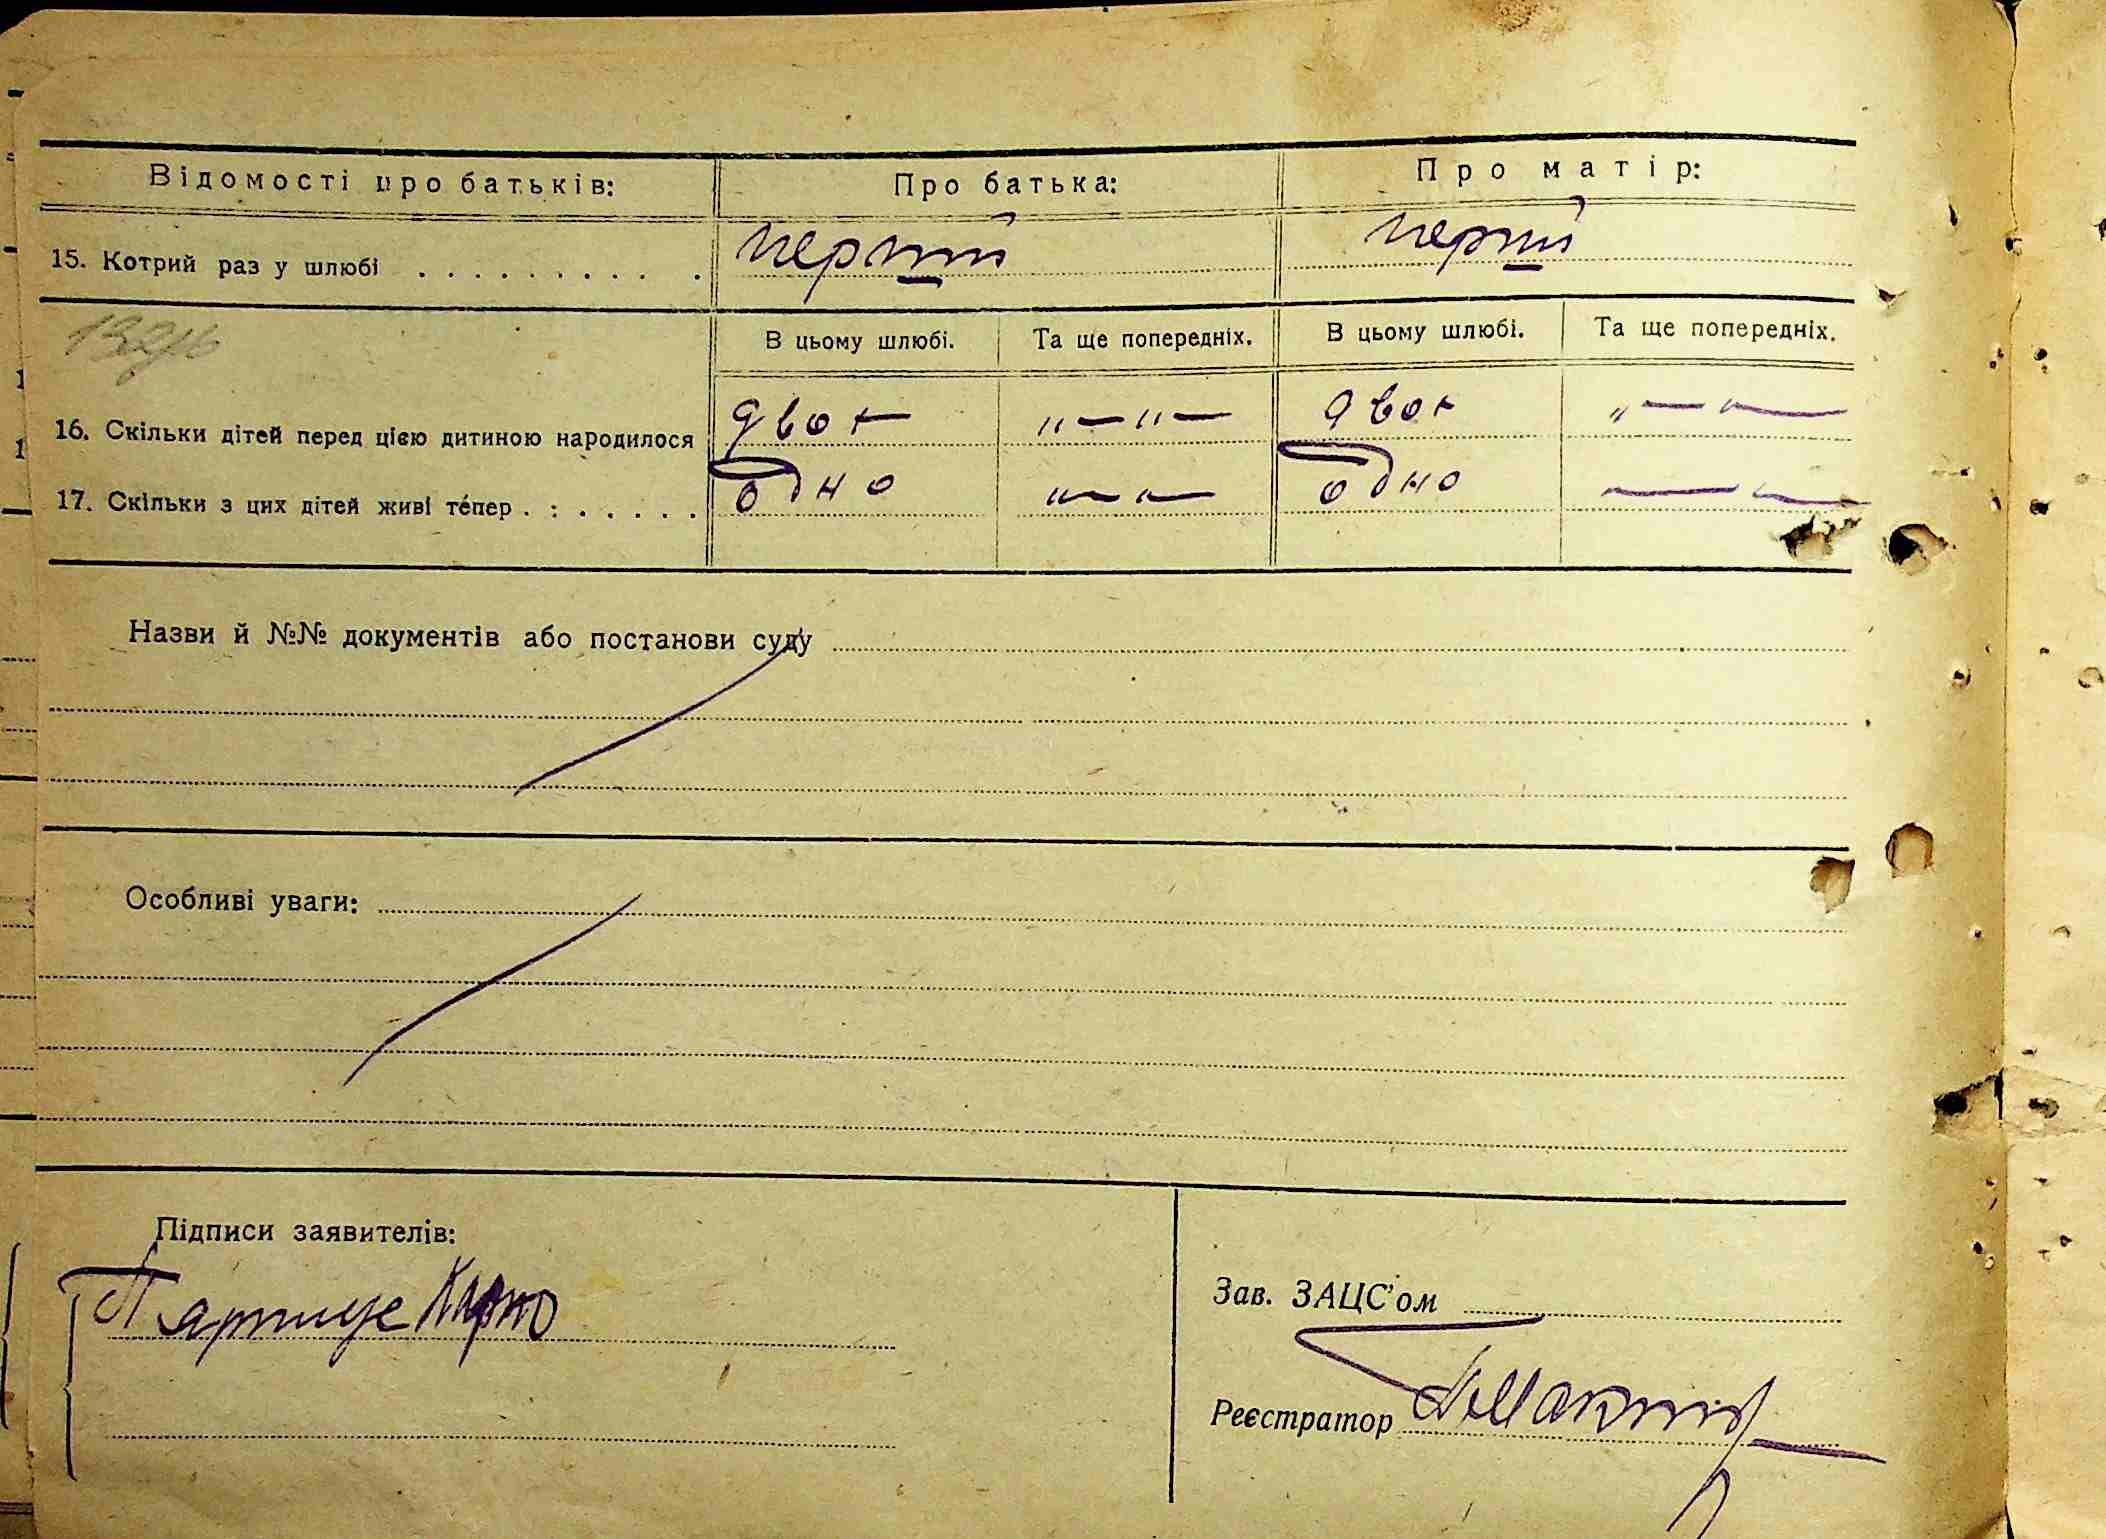 Відомості про батьків: Про батька: Про матір:
15. Котрий раз у шлюбі . . . . . . . . . . перший перший
В цьому шлюбі. Та ще попередніх. В цьому шлюбі. Та ще попередніх.
16. Скільки дітей перед цією дитиною народилося двох "—"— двох "— —
17. Скільки з цих дітей живі тéпер . : . . . . . одно "— — одно — —
Назви й №№ документів або постанови суду
Особливі уваги:
Підписи заявителів:
Зав. ЗАЦС'ом
Реєстратор